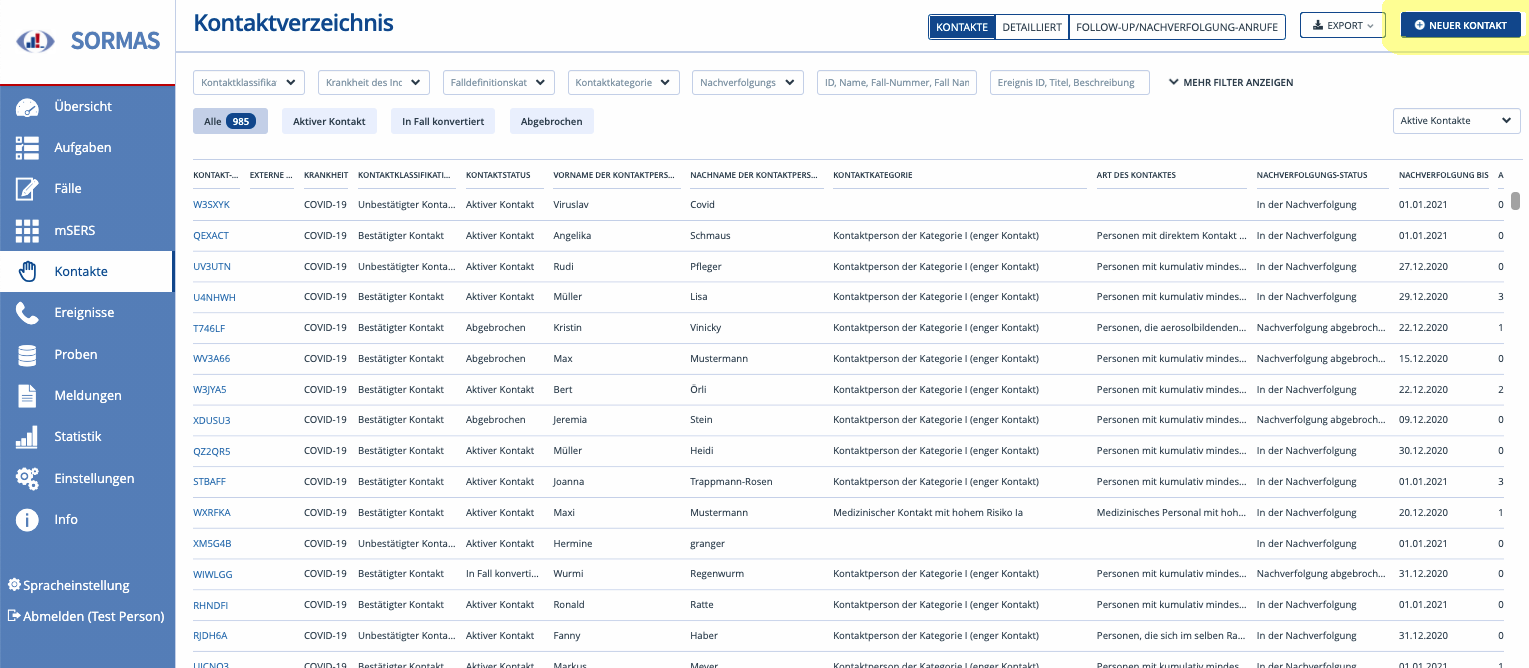 SORMAS
Übersicht
Aufgaben
Fälle
mSERS
Kontakte
Ereignisse
Proben
Meldungen
Statistik
Einstellungen
Info
Spracheinstellung
Abmelden (Test Person)
Kontaktverzeichnis
KONTAKTE DETAILLIERT FOLLOW-UP/NACHVERFOLGUNG-ANRUFE EXPORT NEUER KONTAKT
Kontaktklassifika Krankheit des Inc Falldefinitionskat Kontaktkategorie Nachverfolgungs ID, Name, Fall-Nummer, Fall Nam Ereignis ID, Titel, Beschreibung MEHR FILTER ANZEIGEN
Alle 985 Aktiver Kontakt In Fall konvertiert Abgebrochen Aktive Kontakte
KONTAKT-... EXTERNE ... KRANKHEIT KONTAKTKLASSIFIKATI... KONTAKTSTATUS VORNAME DER KONTAKTPERS... NACHNAME DER KONTAKTPERS... KONTAKTKATEGORIE ART DES KONTAKTES NACHVERFOLGUNGS-STATUS NACHVERFOLGUNG BIS A
W3SXYK COVID-19 Unbestätigter Konta... Aktiver Kontakt Viruslav Covid In der Nachverfolgung 01.01.2021 0
QEXACT COVID-19 Bestätigter Kontakt Aktiver Kontakt Angelika Schmaus Kontaktperson der Kategorie I (enger Kontakt) Personen mit direktem Kontakt ... In der Nachverfolgung 01.01.2021 0
UV3UTN COVID-19 Unbestätigter Konta... Aktiver Kontakt Rudi Pfleger Kontaktperson der Kategorie I (enger Kontakt) Personen mit kumulativ mindes... In der Nachverfolgung 27.12.2020 0
U4NHWH COVID-19 Bestätigter Kontakt Aktiver Kontakt Müller Lisa Kontaktperson der Kategorie I (enger Kontakt) Personen mit kumulativ mindes... In der Nachverfolgung 29.12.2020 3
T746LF COVID-19 Bestätigter Kontakt Abgebrochen Kristin Vinicky Kontaktperson der Kategorie I (enger Kontakt) Personen, die aerosolbildenden... Nachverfolgung abgebroch... 22.12.2020 1
WV3A66 COVID-19 Bestätigter Kontakt Abgebrochen Max Mustermann Kontaktperson der Kategorie I (enger Kontakt) Personen mit kumulativ mindes... Nachverfolgung abgebroch... 15.12.2020 0
W3JYA5 COVID-19 Bestätigter Kontakt Aktiver Kontakt Bert Örli Kontaktperson der Kategorie I (enger Kontakt) Personen mit kumulativ mindes... In der Nachverfolgung 22.12.2020 2
XDUSU3 COVID-19 Bestätigter Kontakt Abgebrochen Jeremia Stein Kontaktperson der Kategorie I (enger Kontakt) Personen mit kumulativ mindes... Nachverfolgung abgebroch... 09.12.2020 0
QZ2QR5 COVID-19 Bestätigter Kontakt Aktiver Kontakt Müller Heidi Kontaktperson der Kategorie I (enger Kontakt) Personen mit kumulativ mindes... In der Nachverfolgung 30.12.2020 0
STBAFF COVID-19 Bestätigter Kontakt Aktiver Kontakt Joanna Trappmann-Rosen Kontaktperson der Kategorie I (enger Kontakt) Personen mit kumulativ mindes... In der Nachverfolgung 01.01.2021 3
WXRFKA COVID-19 Bestätigter Kontakt Aktiver Kontakt Maxi Mustermann Medizinischer Kontakt mit hohem Risiko Ia Medizinisches Personal mit hoh... In der Nachverfolgung 20.12.2020 1
XM5G4B COVID-19 Unbestätigter Konta... Aktiver Kontakt Hermine granger In der Nachverfolgung 01.01.2021 0
WIWLGG COVID-19 Bestätigter Kontakt In Fall konverti... Wurmi Regenwurm Kontaktperson der Kategorie I (enger Kontakt) Personen mit kumulativ mindes... Nachverfolgung abgebroch... 31.12.2020 0
RHNDFI COVID-19 Bestätigter Kontakt Aktiver Kontakt Ronald Ratte Kontaktperson der Kategorie I (enger Kontakt) Personen mit kumulativ mindes... In der Nachverfolgung 01.01.2021 0
RJDH6A COVID-19 Unbestätigter Konta... Aktiver Kontakt Fanny Haber Kontaktperson der Kategorie I (enger Kontakt) Personen, die sich im selben Ra... In der Nachverfolgung 31.12.2020 0
COVID-19 Bestätigter Kontakt Aktiver Kontakt Markus Meyer Kontaktperson der Kategorie I (enger Kontakt) Personen mit kumulativ mindes... In der Nachverfolgung 01.01.2021 1